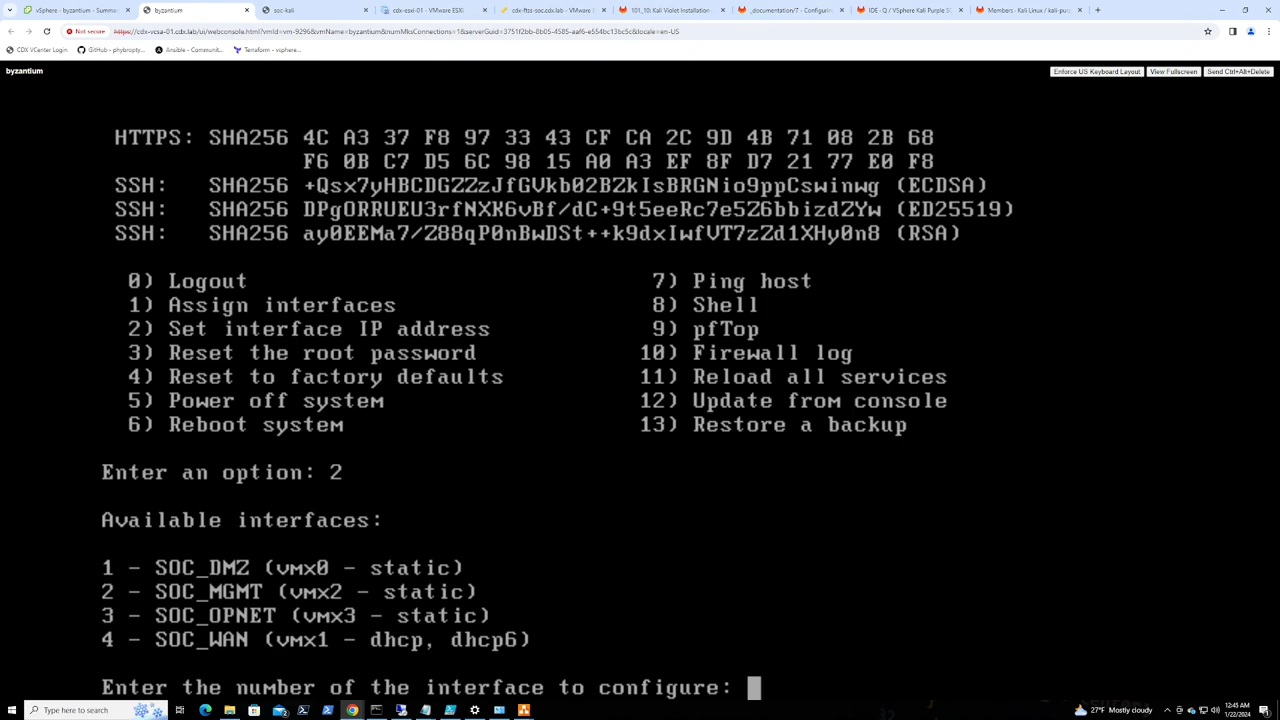 vSphere - byzantium - Summa
byzantium
soc-kali
cdx-esxi-01 - VMware ESXi
cdx-ftss-soc.cdx.lab - VMware E
101_10: Kali Violet Installation
_documentation/7 - Configurin
IDE · Q / VSphere Kali Purple SO
Members · Kali Linux / kali-pur
Not secure
https://cdx-vcsa-01.cdx.lab/ui/webconsole.html?vmId=vm-9296&vmName=byzantium&numMksConnections=1&serverGuid=3751f2bb-8b05-4585-aaf6-e554bc13bc5c&locale=en-US
CDX VCenter Login
GitHub - phybropty...
Ansible - Communit...
Terraform - vsphere...
byzantium
Enforce US Keyboard Layout
View Fullscreen
Send Ctrl+Alt+Delete
HTTPS: SHA256 4C A3 37 F8 97 33 43 CF CA 2C 9D 4B 71 08 2B 68
F6 0B C7 D5 6C 98 15 A0 A3 EF 8F D7 21 77 E0 F8
SSH: SHA256 +Qsx7yHBCDGZZzJfGVkb02BZkIsBRGNio9ppCswinwg (ECDSA)
SSH: SHA256 DPgORRUEU3rfNXK6vBf/dC+9t5eeRc7e5Z6bbizdZYw (ED25519)
SSH: SHA256 ay0EEMa7/Z88qP0nBwDSt++k9dxIwfVT7zZd1XHy0n8 (RSA)
0) Logout 7) Ping host
1) Assign interfaces 8) Shell
2) Set interface IP address 9) pfTop
3) Reset the root password 10) Firewall log
4) Reset to factory defaults 11) Reload all services
5) Power off system 12) Update from console
6) Reboot system 13) Restore a backup
Enter an option: 2
Available interfaces:
1 - SOC_DMZ (vmx0 - static)
2 - SOC_MGMT (vmx2 - static)
3 - SOC_OPNET (vmx3 - static)
4 - SOC_WAN (vmx1 - dhcp, dhcp6)
Enter the number of the interface to configure:
Type here to search
27°F Mostly cloudy
12:45 AM
1/22/2024